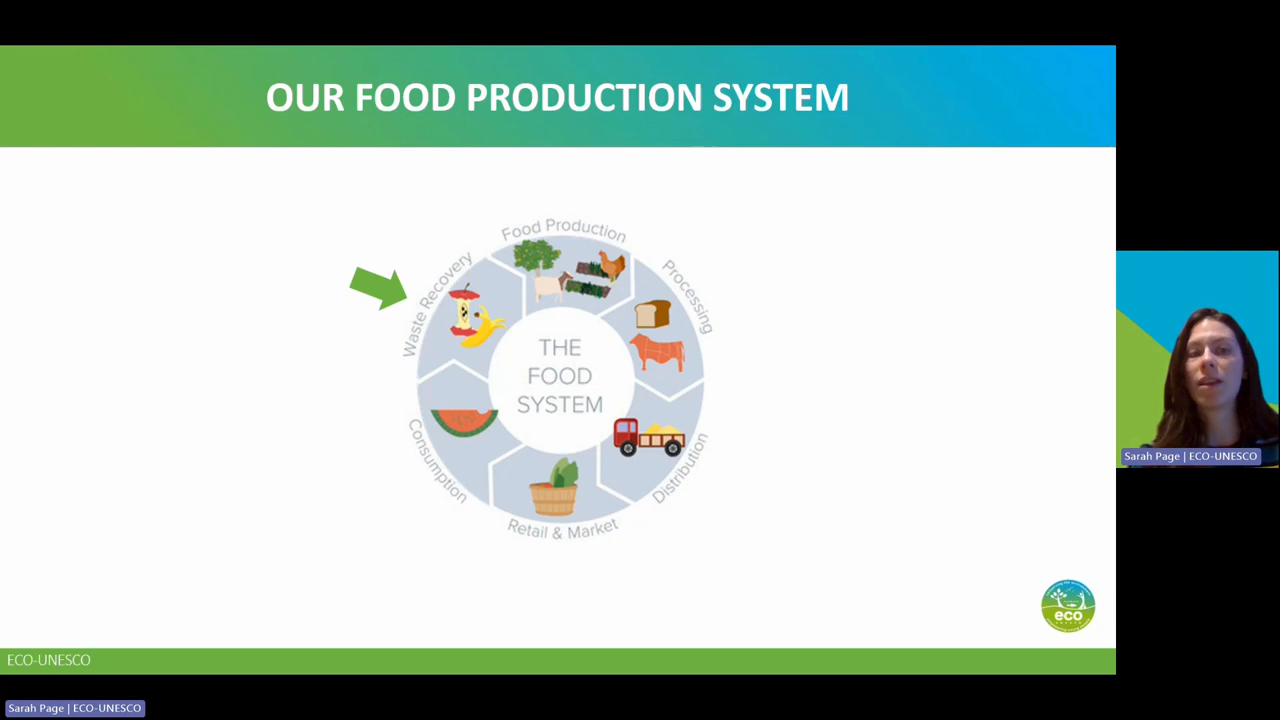 OUR FOOD PRODUCTION SYSTEM
Food Production
Processing
Distribution
Retail & Market
Consumption
Waste Recovery
THE
FOOD
SYSTEM
eco
ECO-UNESCO
Sarah Page | ECO-UNESCO
Sarah Page | ECO-UNESCO